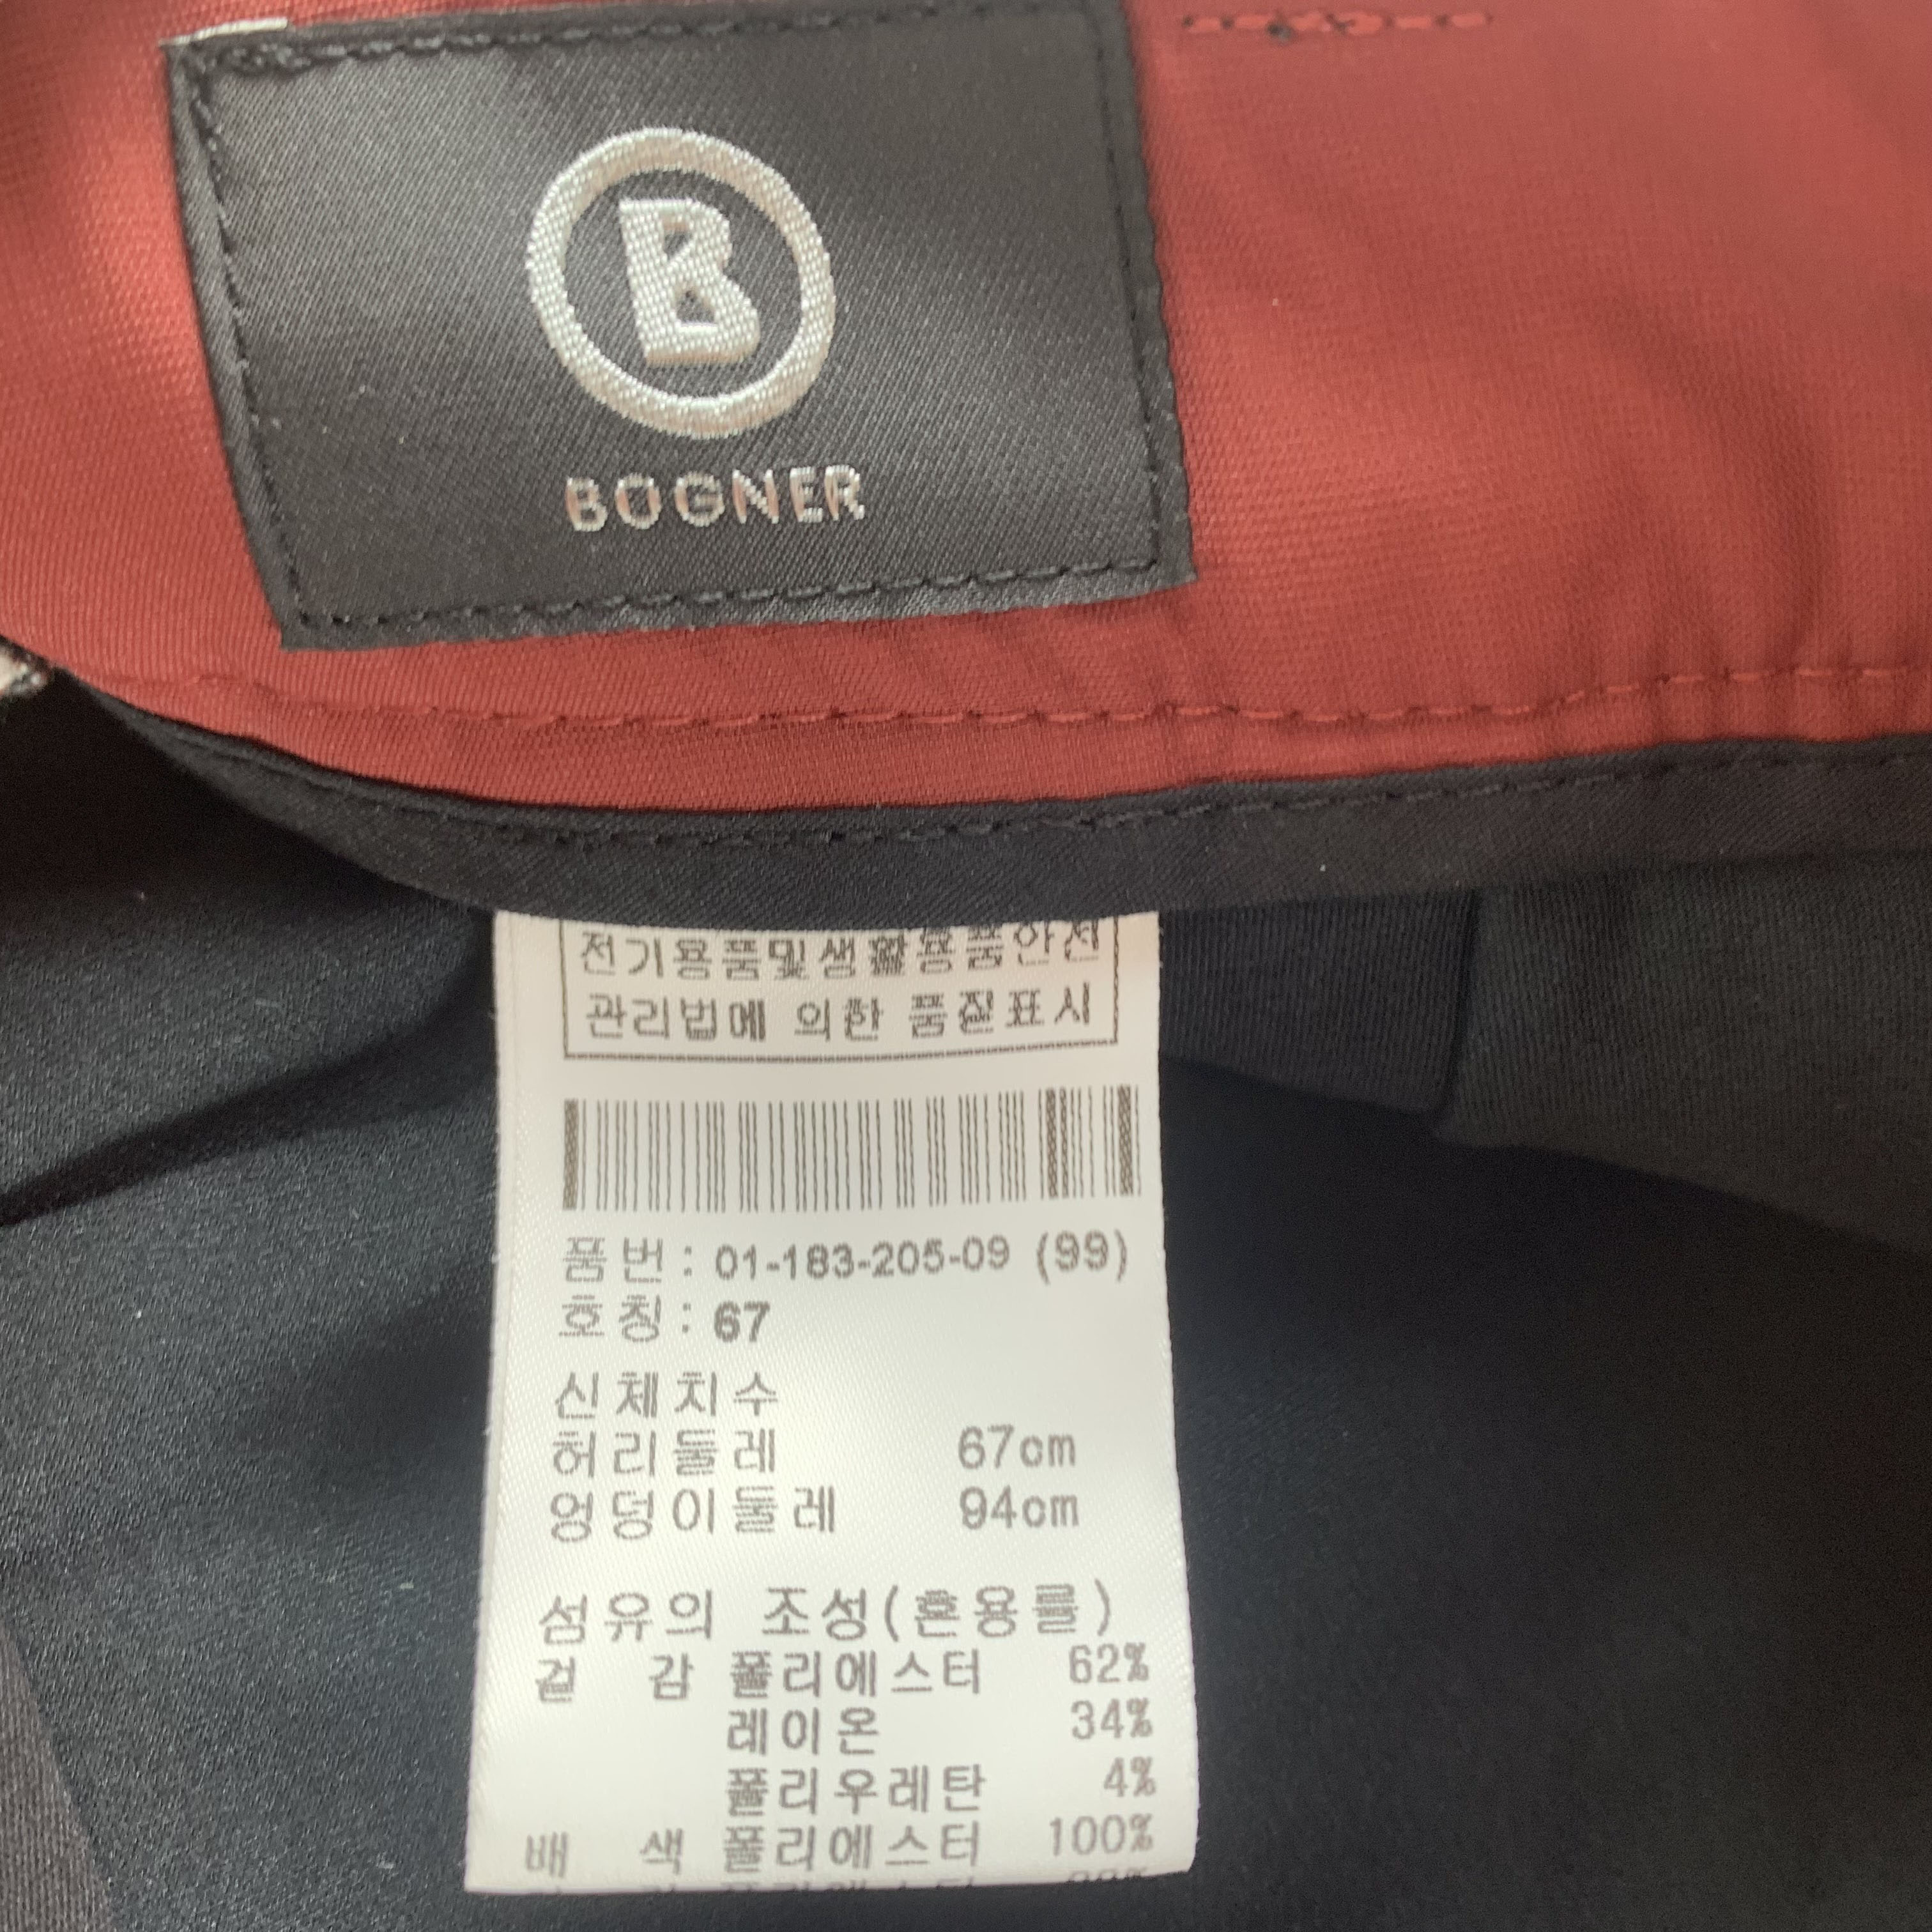 B
BOGNER
전기용품및생활용품안전
관리법에 의한 품질표시
품번: 01-183-205-09 (99)
호칭: 67
신체치수
허리둘레 67cm
엉덩이둘레 94cm
섬유의 조성(혼용률)
겉 감 폴리에스터 62%
레이온 34%
폴리우레탄 4%
배 색 폴리에스터 100%